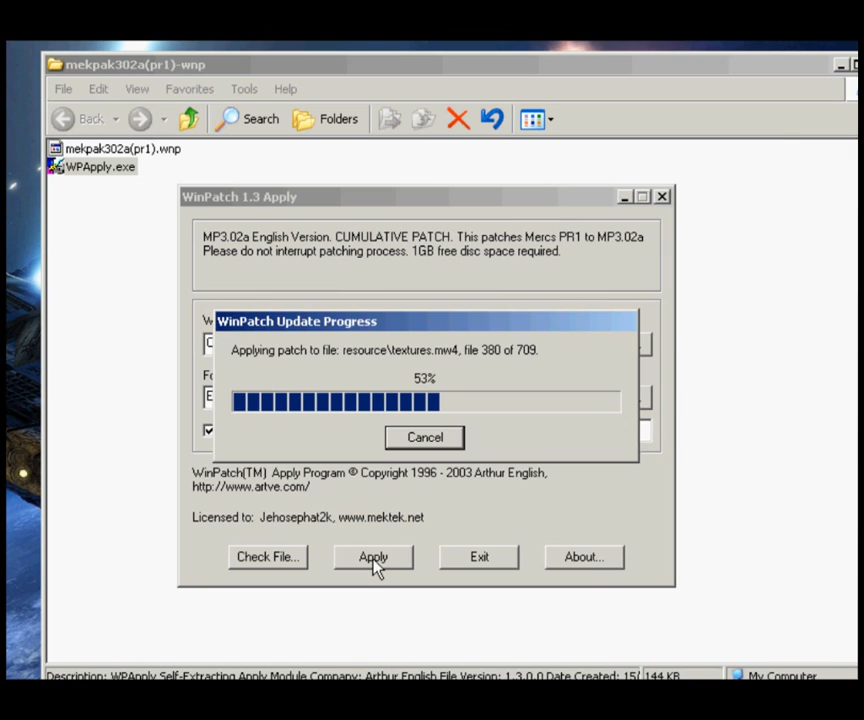 mekpak302a(pr1)-wnp
File Edit View Favorites Tools Help
Back Search Folders
mekpak302a(pr1).wnp
WPApply.exe
WinPatch 1.3 Apply
MP3.02a English Version. CUMULATIVE PATCH. This patches Mercs PR1 to MP3.02a
Please do not interrupt patching process. 1GB free disc space required.
WinPatch Update Progress
Applying patch to file: resource\textures.mw4, file 380 of 709.
53%
Cancel
WinPatch(TM) Apply Program © Copyright 1996 - 2003 Arthur English,
http://www.artve.com/
Licensed to: Jehosephat2k, www.mektek.net
Check File... Apply Exit About...
Description: WPApply Self-Extracting Apply Module Company: Arthur English File Version: 1.3.0.0 Date Created: 15/ 144 KB My Computer